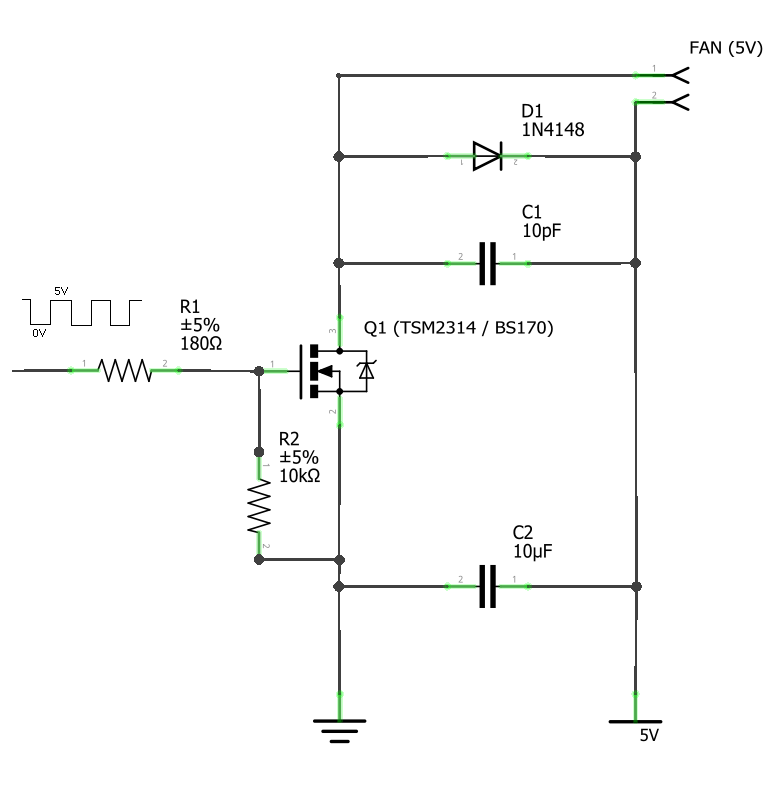 FAN (5V)
1
2
D1
1N4148
1
2
C1
10pF
2
1
5V
0V
R1
±5%
180Ω
1
2
Q1 (TSM2314 / BS170)
3
1
2
R2
±5%
10kΩ
1
2
C2
10µF
2
1
5V